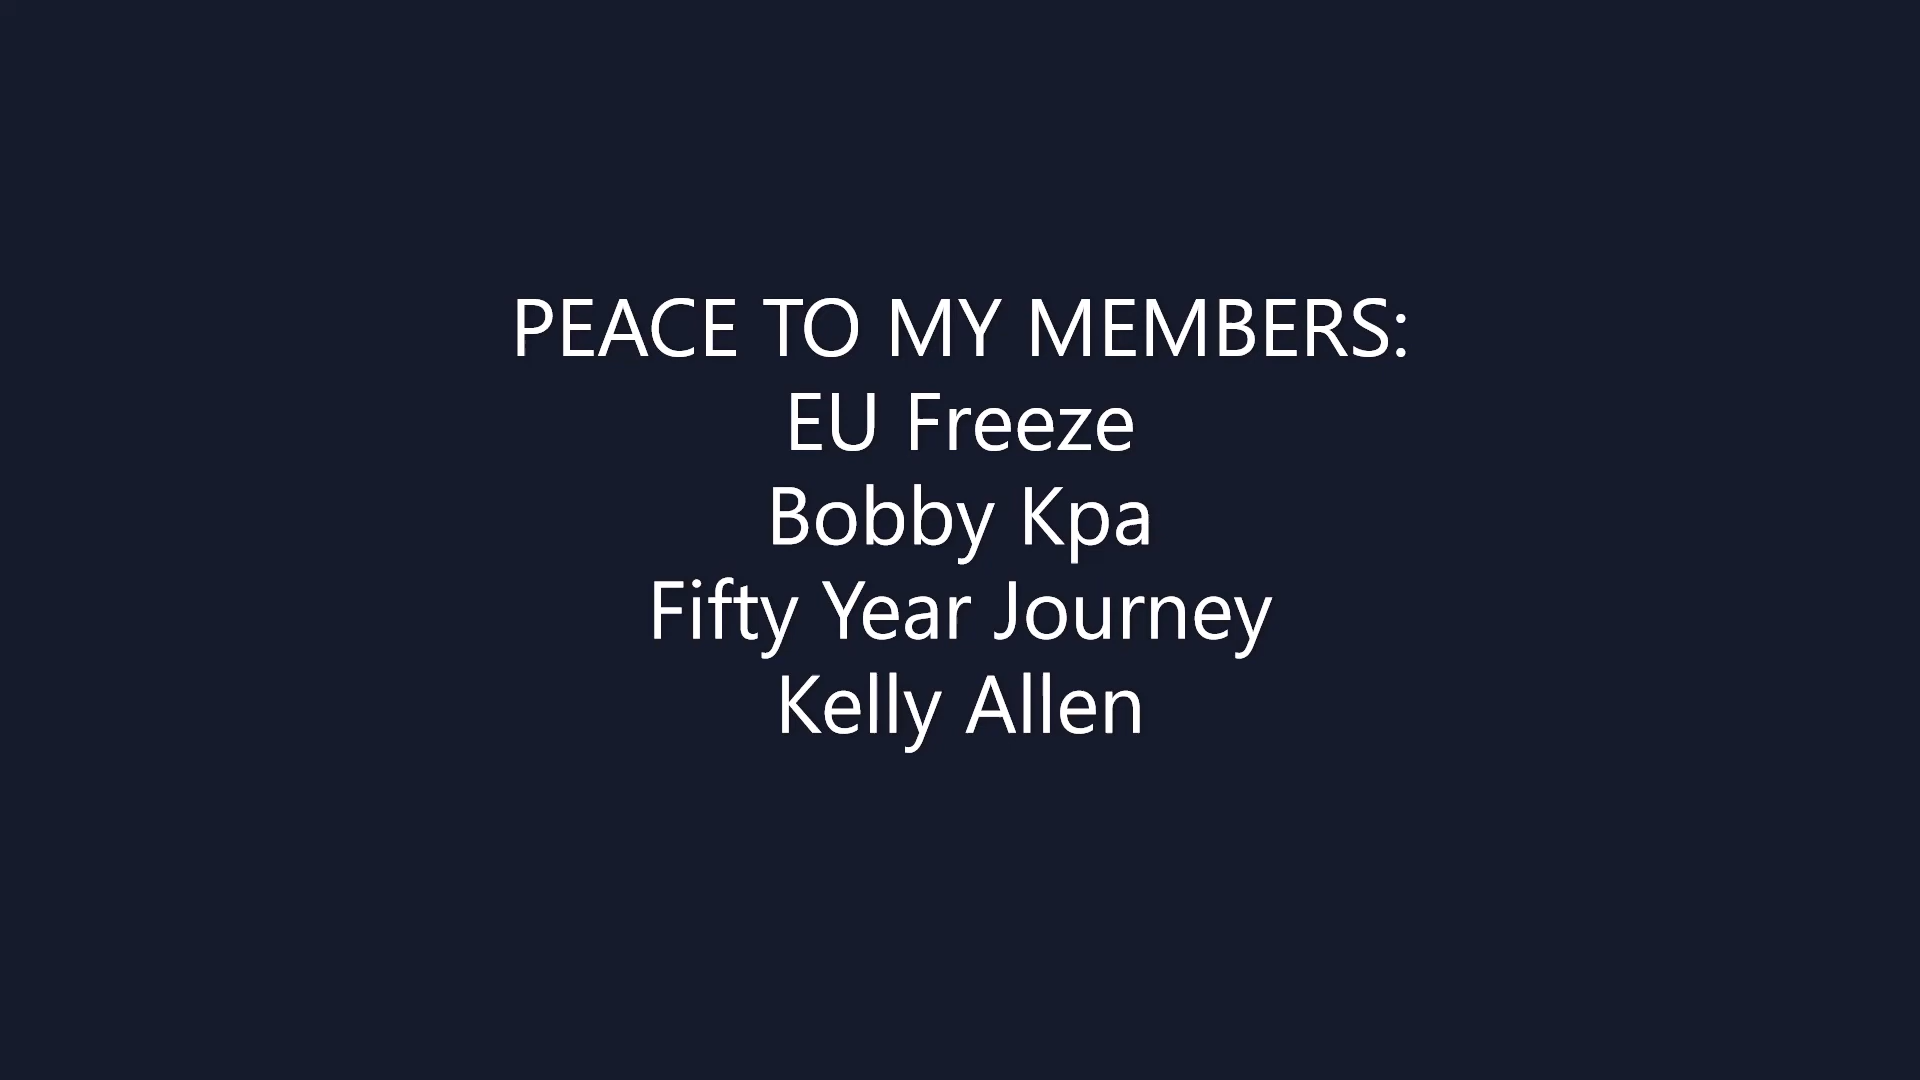 PEACE TO MY MEMBERS:
EU Freeze
Bobby Kpa
Fifty Year Journey
Kelly Allen